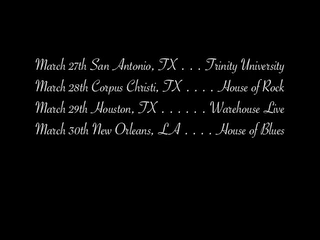 March 27th San Antonio, TX . . . Trinity University
March 28th Corpus Christi, TX . . . . House of Rock
March 29th Houston, TX . . . . . . Warehouse Live
March 30th New Orleans, LA . . . . House of Blues